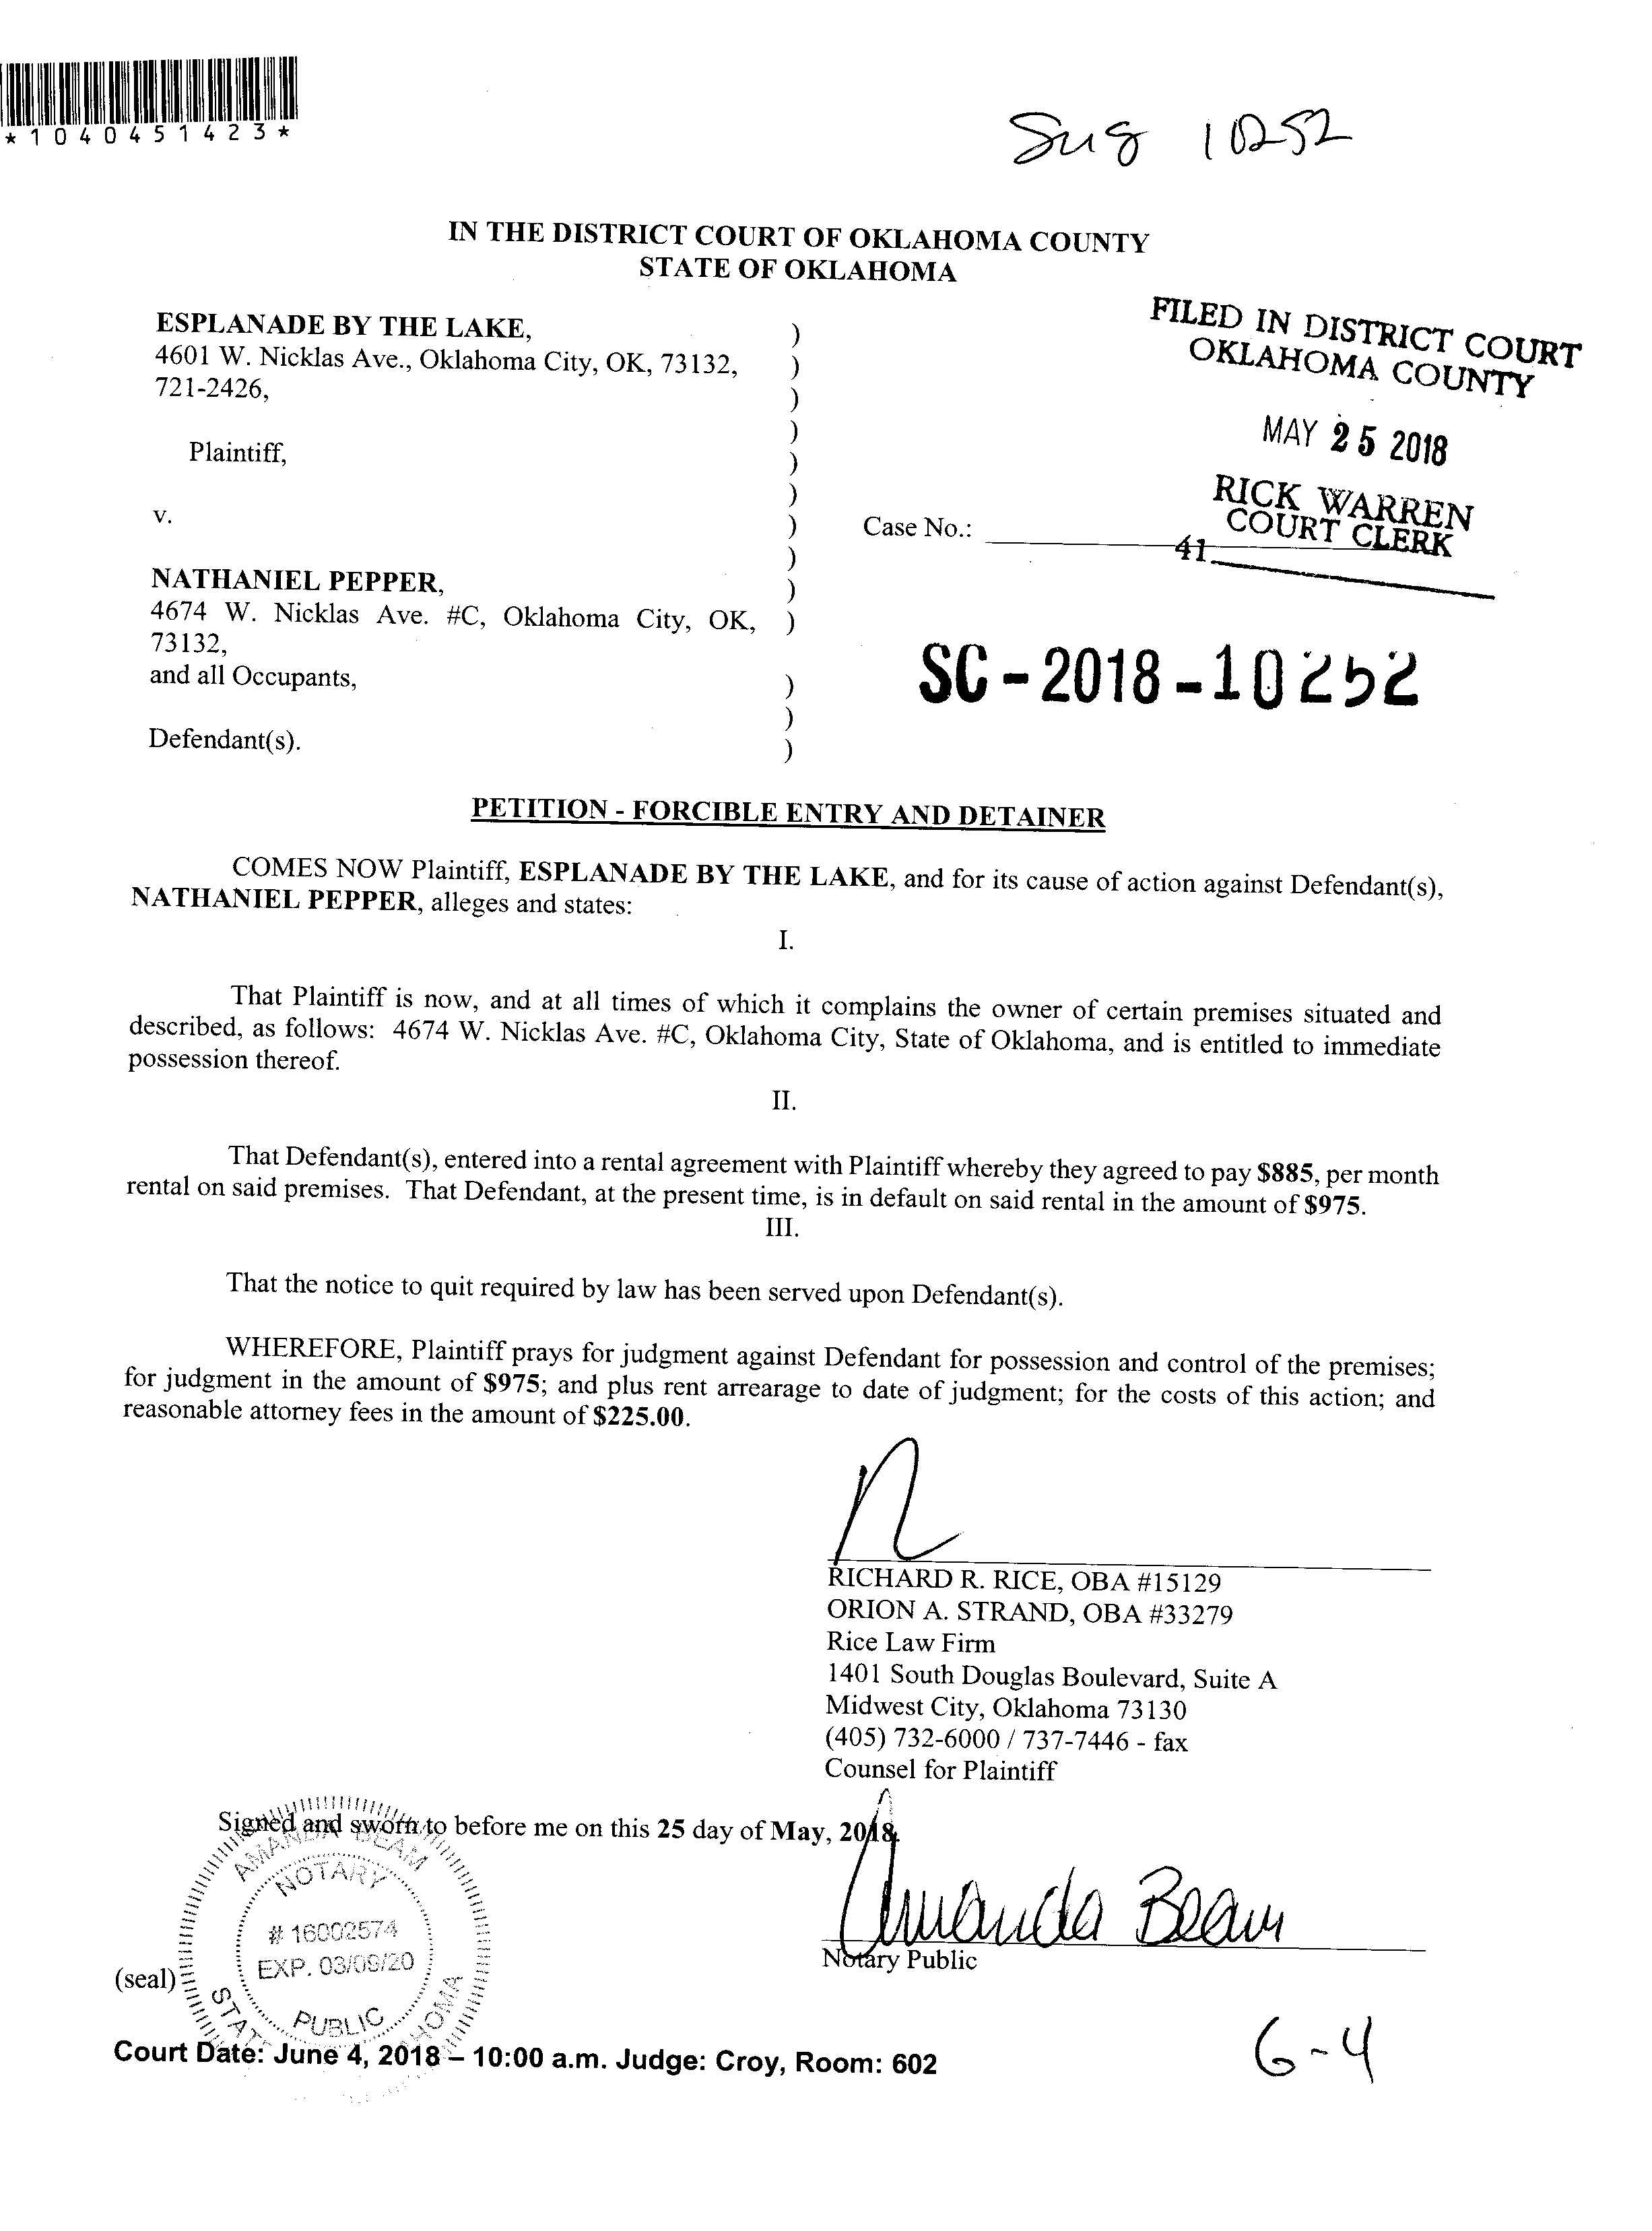 *1040451423*
Sug 10252
IN THE DISTRICT COURT OF OKLAHOMA COUNTY
STATE OF OKLAHOMA
FILED IN DISTRICT COURT
OKLAHOMA COUNTY
MAY 25 2018
RICK WARREN
COURT CLERK
41
ESPLANADE BY THE LAKE, )
4601 W. Nicklas Ave., Oklahoma City, OK, 73132, )
721-2426, )
)
Plaintiff, )
)
v. ) Case No.:
)
NATHANIEL PEPPER, )
4674 W. Nicklas Ave. #C, Oklahoma City, OK, )
73132,
and all Occupants, )
)
Defendant(s). )
SC-2018-10252
PETITION - FORCIBLE ENTRY AND DETAINER
COMES NOW Plaintiff, ESPLANADE BY THE LAKE, and for its cause of action against Defendant(s),
NATHANIEL PEPPER, alleges and states:
I.
That Plaintiff is now, and at all times of which it complains the owner of certain premises situated and
described, as follows: 4674 W. Nicklas Ave. #C, Oklahoma City, State of Oklahoma, and is entitled to immediate
possession thereof.
II.
That Defendant(s), entered into a rental agreement with Plaintiff whereby they agreed to pay $885, per month
rental on said premises. That Defendant, at the present time, is in default on said rental in the amount of $975.
III.
That the notice to quit required by law has been served upon Defendant(s).
WHEREFORE, Plaintiff prays for judgment against Defendant for possession and control of the premises;
for judgment in the amount of $975; and plus rent arrearage to date of judgment; for the costs of this action; and
reasonable attorney fees in the amount of $225.00.
RICHARD R. RICE, OBA #15129
ORION A. STRAND, OBA #33279
Rice Law Firm
1401 South Douglas Boulevard, Suite A
Midwest City, Oklahoma 73130
(405) 732-6000 / 737-7446 - fax
Counsel for Plaintiff
Signed and sworn to before me on this 25 day of May, 2018.
AMANDA BEAM
NOTARY
# 16002574
EXP. 03/09/20
PUBLIC
Amanda Beam
Notary Public
(seal)
Court Date: June 4, 2018 – 10:00 a.m. Judge: Croy, Room: 602
6-4